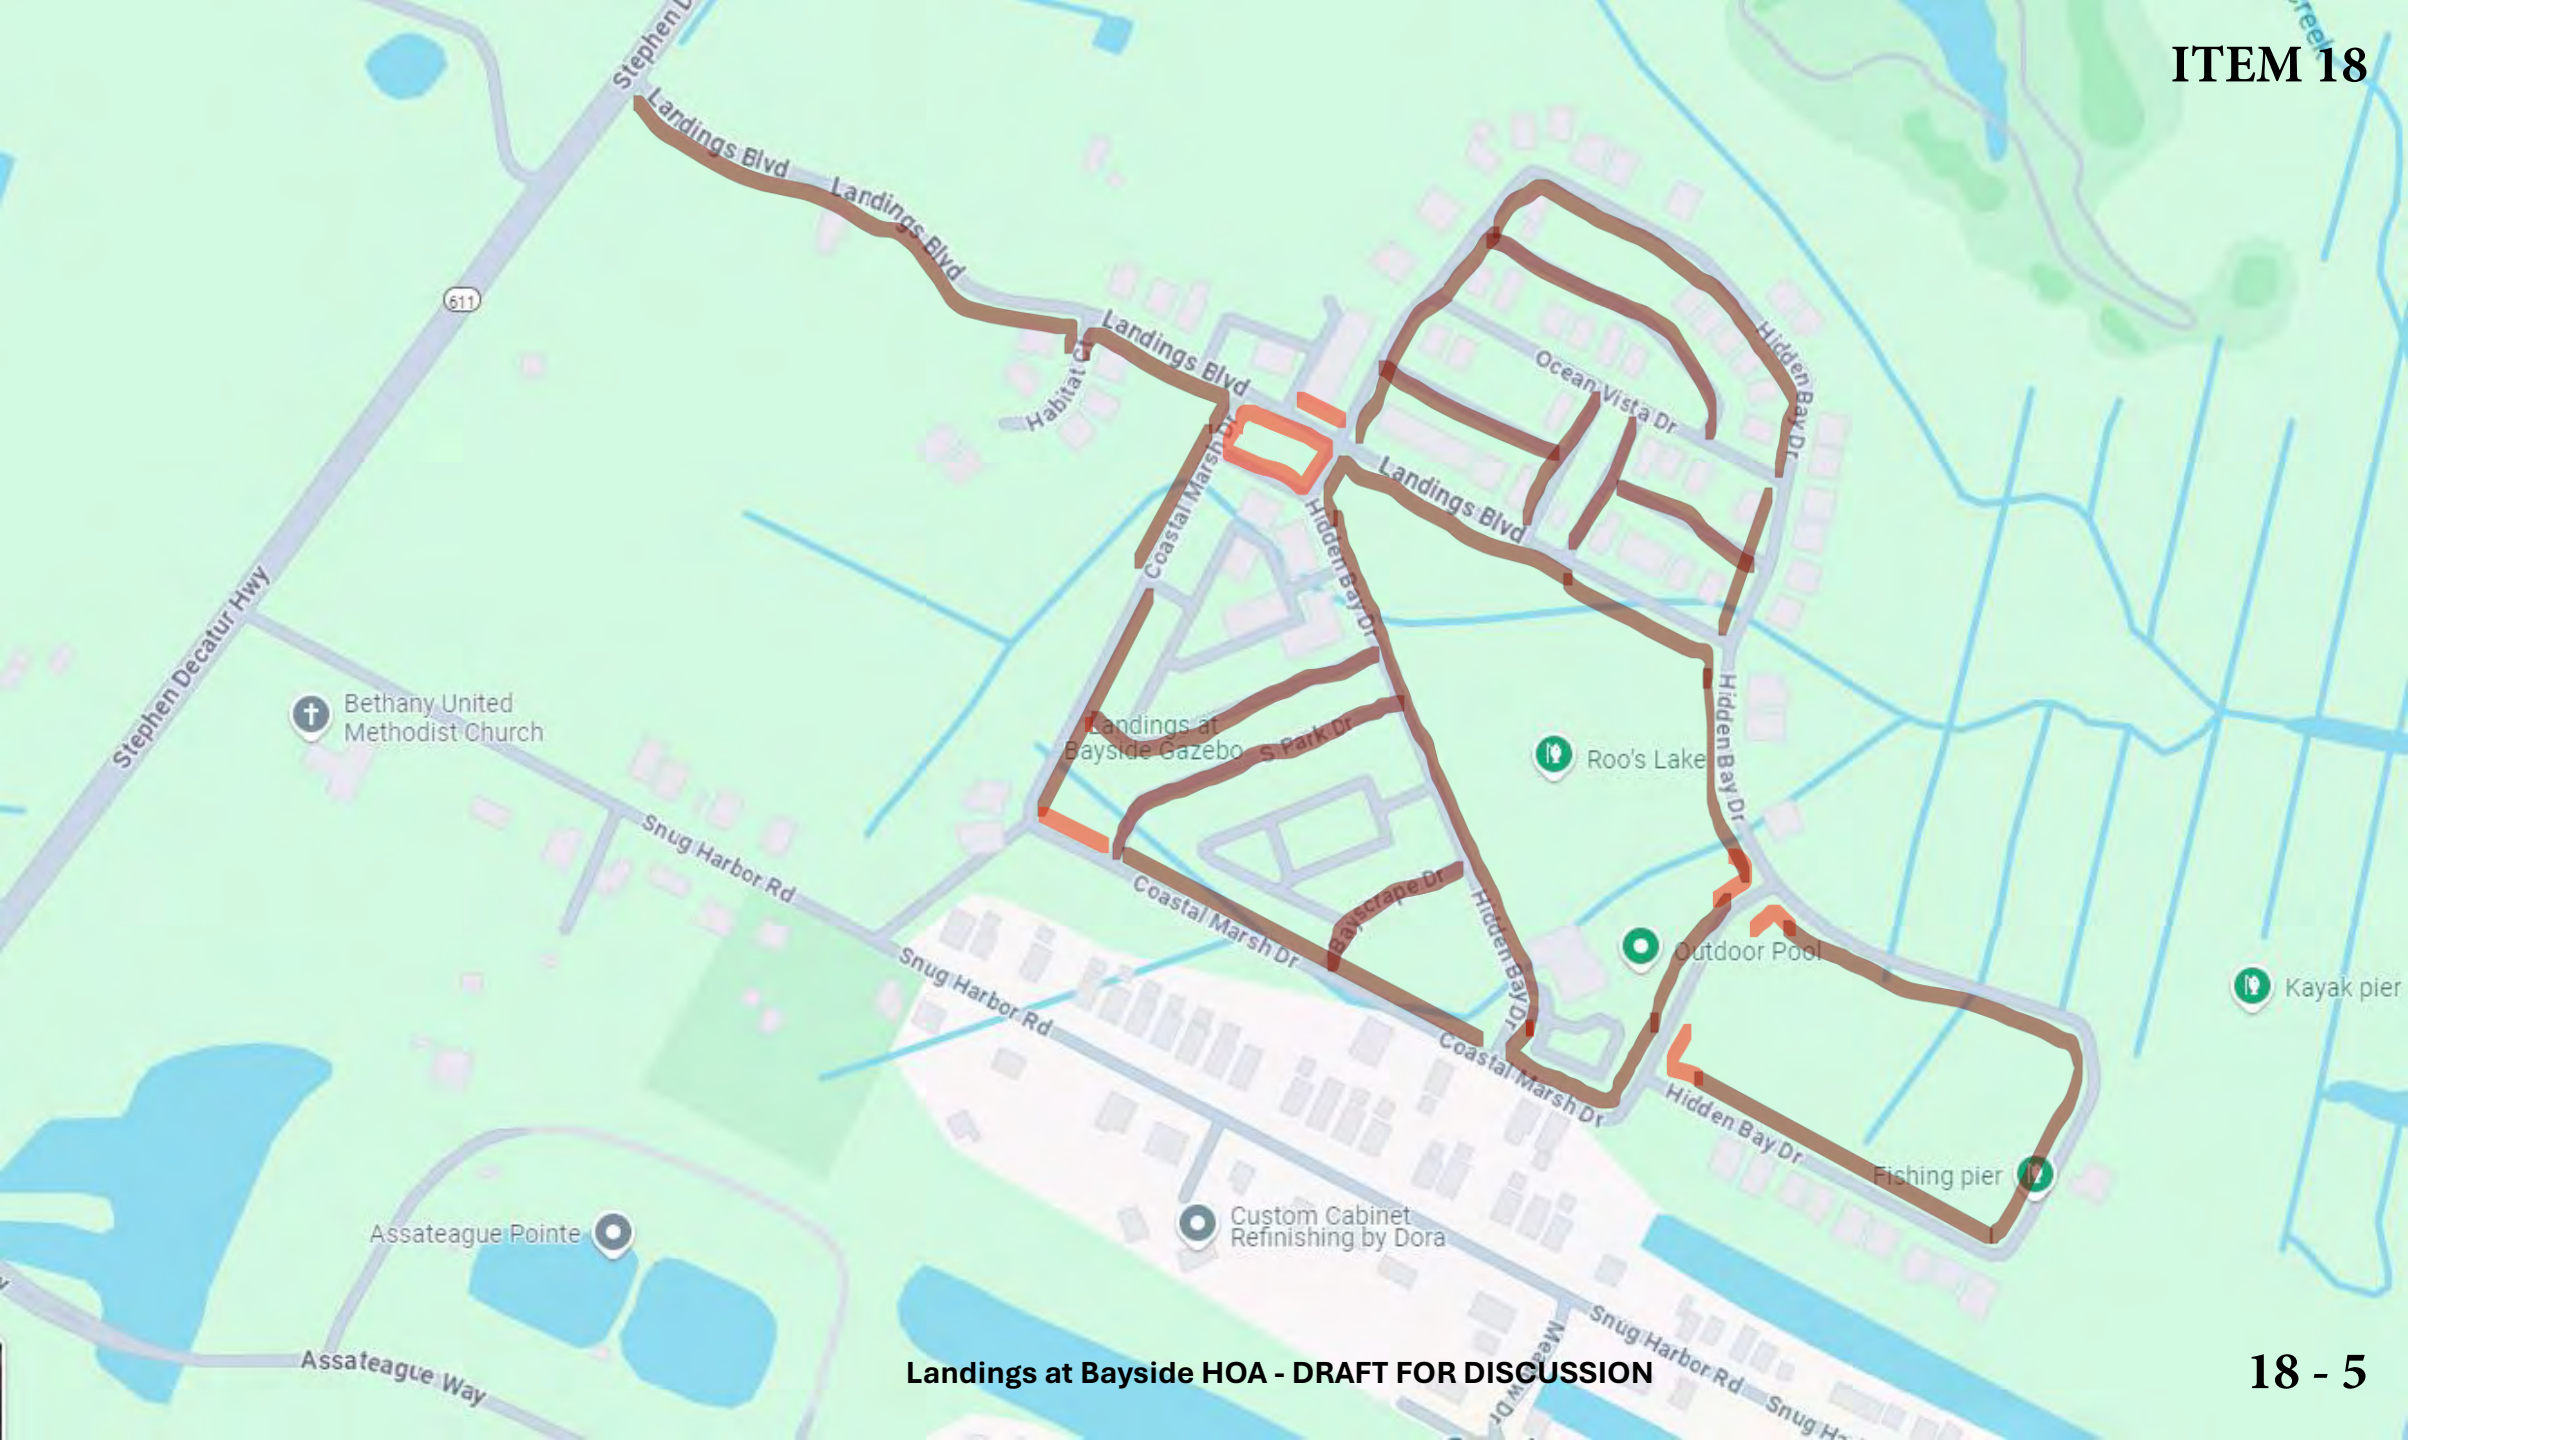 ITEM 18
Landings Blvd
Landings Blvd
611
Landings Blvd
Habitat Ct
Ocean Vista Dr
Hidden Bay Dr
Coastal Marsh Dr
Landings Blvd
Hidden Bay Dr
Stephen Decatur Hwy
Bethany United
Methodist Church
Landings at
Bayside Gazebo
S Park Dr
Roo's Lake
Hidden Bay Dr
Snug Harbor Rd
Coastal Marsh Dr
Bayscrape Dr
Hidden Bay Dr
Outdoor Pool
Kayak pier
Snug Harbor Rd
Coastal Marsh Dr
Hidden Bay Dr
Fishing pier
Assateague Pointe
Custom Cabinet
Refinishing by Dora
Snug Harbor Rd
Assateague Way
Landings at Bayside HOA - DRAFT FOR DISCUSSION
18 - 5